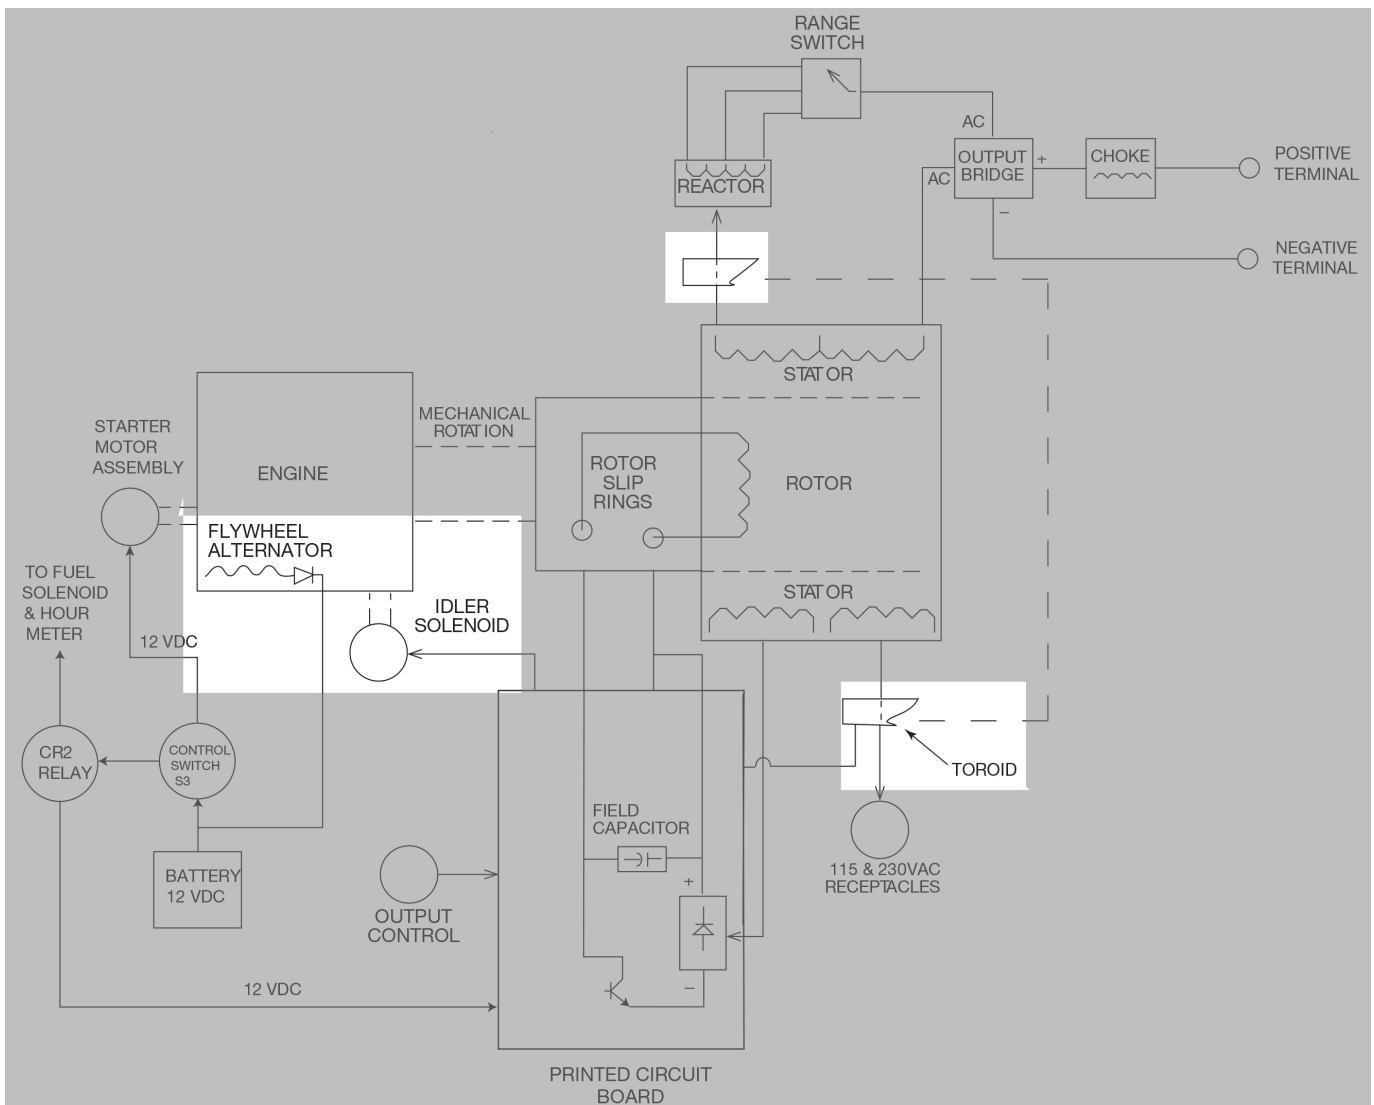 RANGE
SWITCH
AC
OUTPUT
BRIDGE
+
CHOKE
POSITIVE
TERMINAL
AC
REACTOR
–
NEGATIVE
TERMINAL
STATOR
MECHANICAL
ROTATION
STARTER
MOTOR
ASSEMBLY
ENGINE
ROTOR
SLIP
RINGS
ROTOR
FLYWHEEL
ALTERNATOR
TO FUEL
SOLENOID
& HOUR
METER
IDLER
SOLENOID
STATOR
12 VDC
CR2
RELAY
CONTROL
SWITCH
S3
TOROID
FIELD
CAPACITOR
BATTERY
12 VDC
+
115 & 230VAC
RECEPTACLES
OUTPUT
CONTROL
–
12 VDC
PRINTED CIRCUIT
BOARD